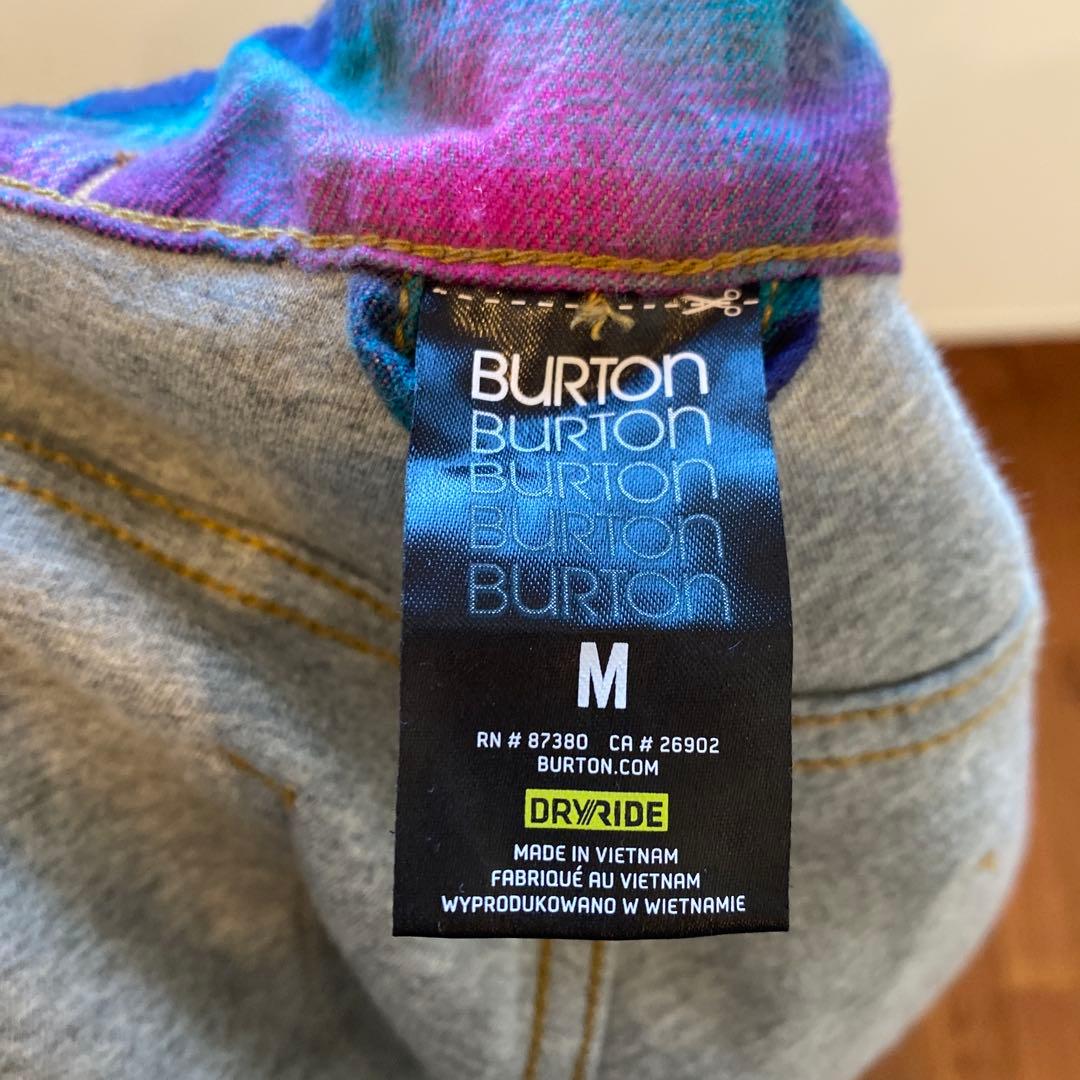 BURTON
BURTON
BURTON
BURTON
BURTON
M
RN # 87380 CA # 26902
BURTON.COM
DRYRIDE
MADE IN VIETNAM
FABRIQUÉ AU VIETNAM
WYPRODUKOWANO W WIETNAMIE